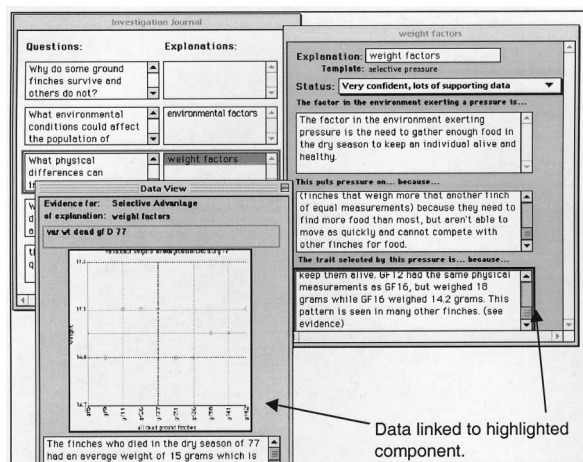 Investigation Journal
Questions:
Explanations:
Why do some ground
finches survive and
others do not?
What environmental
conditions could affect
the population of
environmental factors
What physical
differences can
weight factors
weight factors
Explanation: weight factors
Template: selective pressure
Status: Very confident, lots of supporting data
The factor in the environment exerting a pressure is...
The factor in the environment exerting
pressure is the need to gather enough food in
the dry season to keep an individual alive and
healthy.
This puts pressure on... because...
(finches that weigh more that another finch
of equal measurements) because they need to
find more food than most, but aren't able to
move as quickly and cannot compete with
other finches for food.
The trait selected by this pressure is... because...
keep them alive. GF12 had the same physical
measurements as GF16, but weighed 18
grams while GF16 weighed 14.2 grams. This
pattern is seen in many other finches. (see
evidence)
Data View
Evidence for: Selective Advantage
of explanation: weight factors
var wt dead gf D 77
weight
all dead ground finches
The finches who died in the dry season of 77
had an average weight of 15 grams which is
Data linked to highlighted
component.